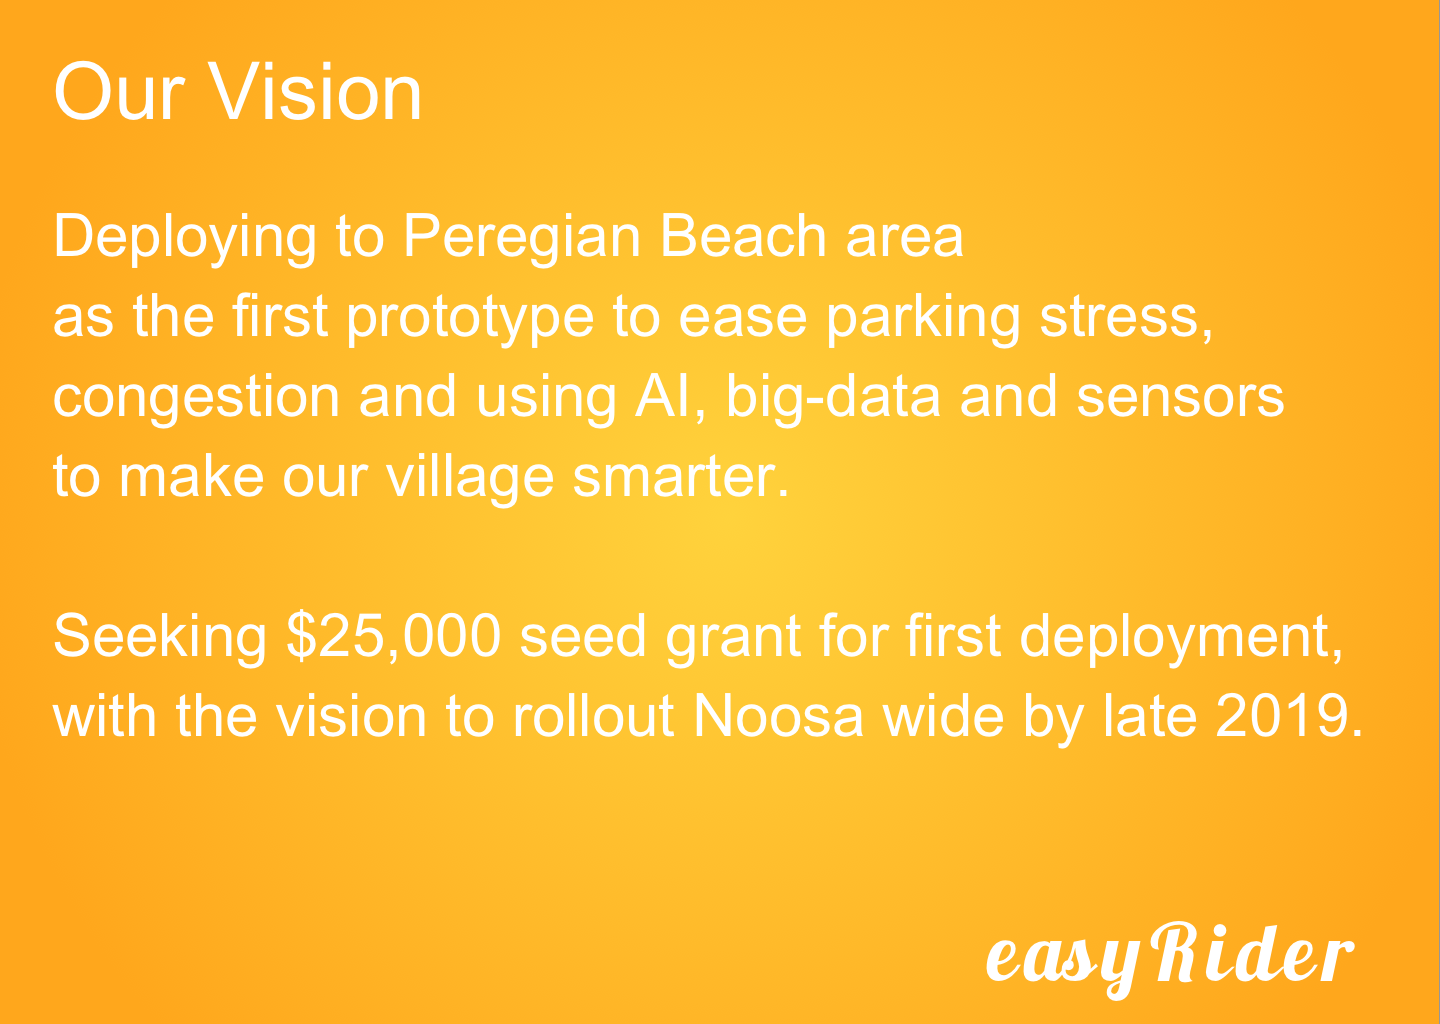 Our Vision
Deploying to Peregian Beach area
as the first prototype to ease parking stress,
congestion and using AI, big-data and sensors
to make our village smarter.
Seeking $25,000 seed grant for first deployment,
with the vision to rollout Noosa wide by late 2019.
easyRider